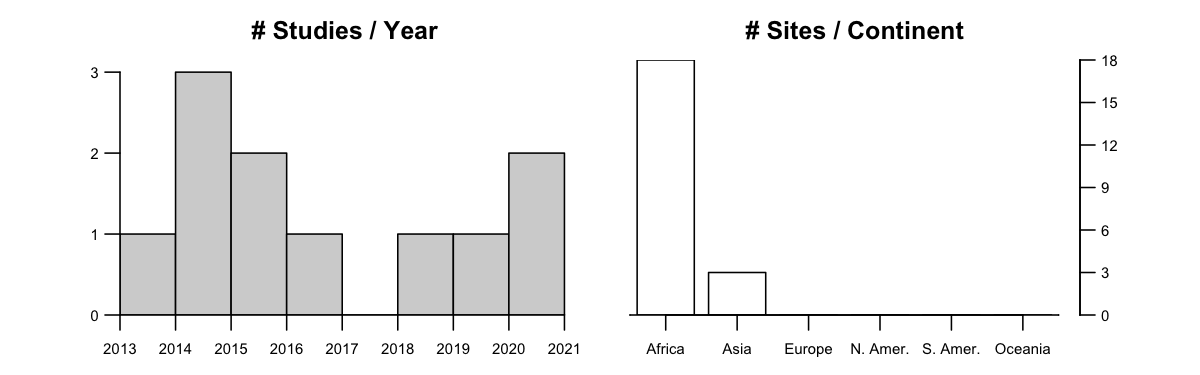 # Studies / Year
3
2
1
0
2013 2014 2015 2016 2017 2018 2019 2020 2021
# Sites / Continent
18
15
12
9
6
3
0
Africa Asia Europe N. Amer. S. Amer. Oceania